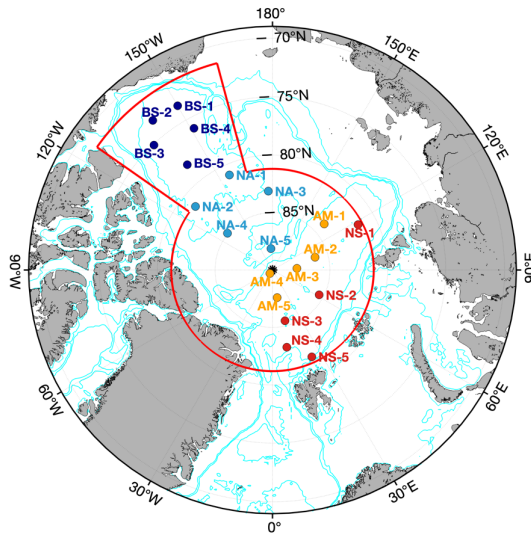 180°
70°N
150°W
150°E
75°N
BS-1
BS-2
BS-4
120°W
120°E
BS-3
80°N
BS-5
NA-1
NA-3
NA-2
85°N
AM-1
NS-1
NA-4
NA-5
AM-2
90°W
90°E
AM-4
AM-3
AM-5
NS-2
NS-3
NS-4
NS-5
60°W
60°E
30°W
30°E
0°